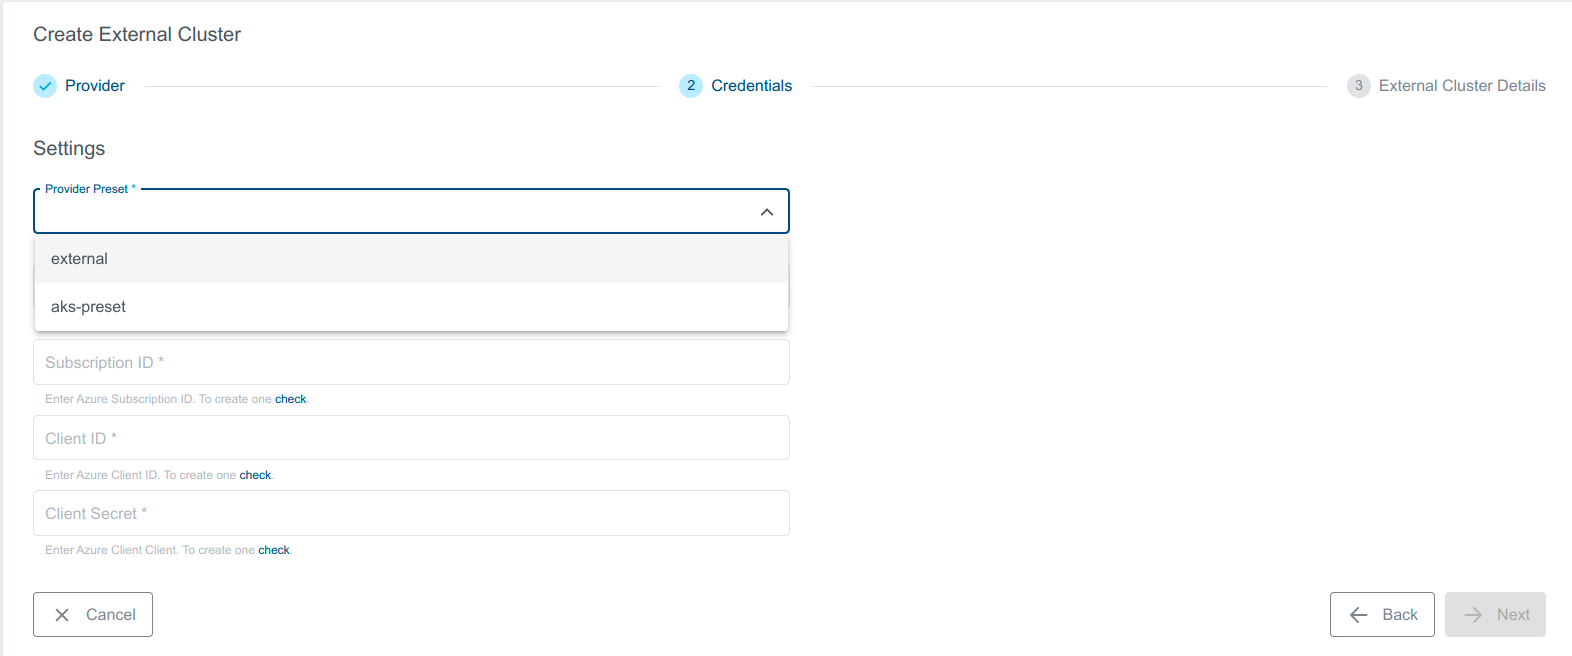 Create External Cluster
Provider
2 Credentials
3 External Cluster Details
Settings
Provider Preset *
external
aks-preset
Subscription ID *
Enter Azure Subscription ID. To create one check.
Client ID *
Enter Azure Client ID. To create one check.
Client Secret *
Enter Azure Client Client. To create one check.
Cancel
Back
Next